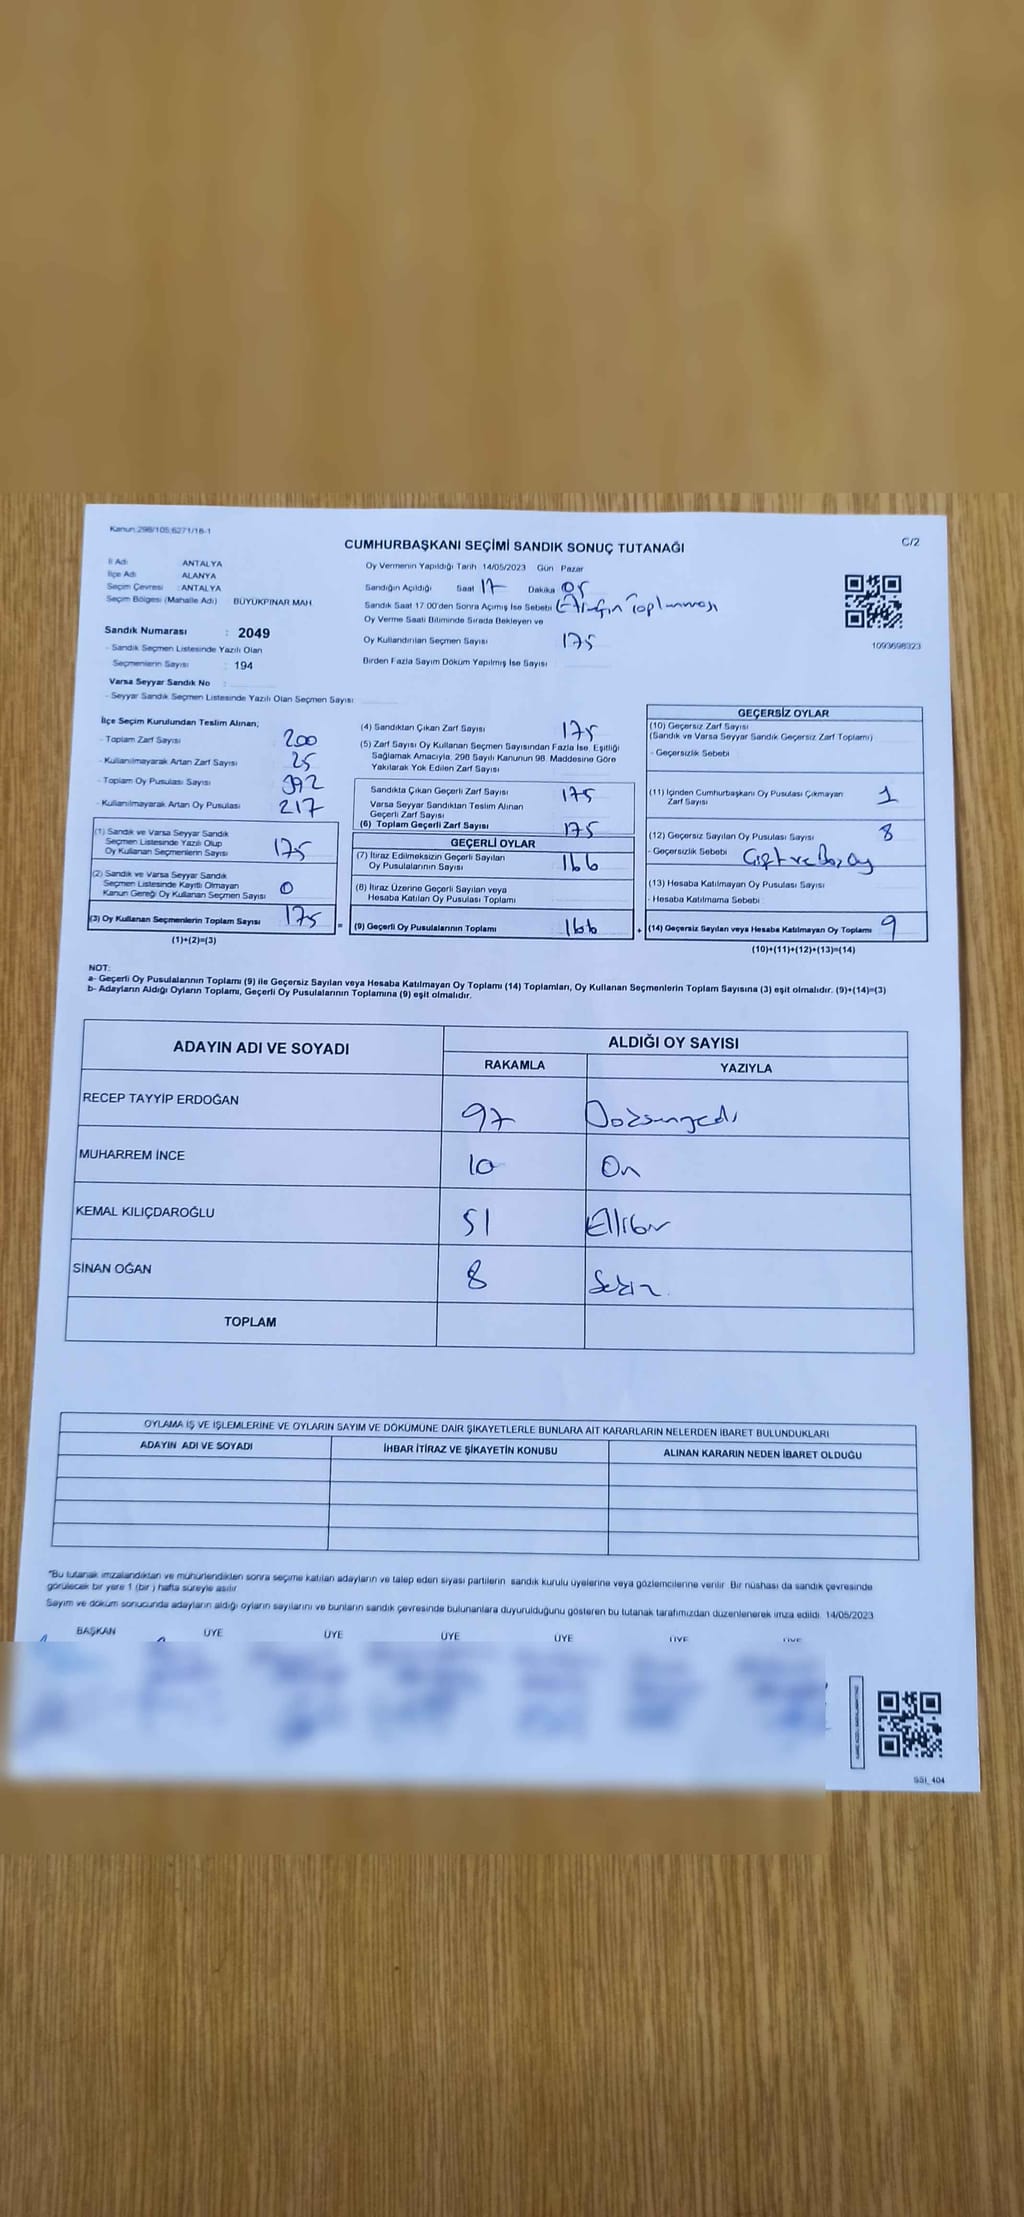 Kanun:298/105;6271/16-1
C/2
CUMHURBAŞKANI SEÇİMİ SANDIK SONUÇ TUTANAĞI
İl Adı ANTALYA
İlçe Adı ALANYA
Seçim Çevresi : ANTALYA
Seçim Bölgesi (Mahalle Adı) BÜYÜKPINAR MAH
Sandık Numarası : 2049
- Sandık Seçmen Listesinde Yazılı Olan
Seçmenlerin Sayısı : 194
Varsa Seyyar Sandık No :
- Seyyar Sandık Seçmen Listesinde Yazılı Olan Seçmen Sayısı
Oy Vermenin Yapıldığı Tarih 14/05/2023 Gün Pazar
Sandığın Açıldığı Saat 17 Dakika 05
Sandık Saat 17.00'den Sonra Açımış İse Sebebi Toplanması
Oy Verme Saati Bitiminde Sırada Bekleyen ve
Oy Kullandırılan Seçmen Sayısı 175
Birden Fazla Sayım Döküm Yapılmış İse Sayısı
1093698323
İlçe Seçim Kurulundan Teslim Alınan;
- Toplam Zarf Sayısı 200
- Kullanılmayarak Artan Zarf Sayısı 25
- Toplam Oy Pusulası Sayısı 392
- Kullanılmayarak Artan Oy Pusulası 217
(1) Sandık ve Varsa Seyyar Sandık
Seçmen Listesinde Yazılı Olup
Oy Kullanan Seçmenlerin Sayısı 175
(2) Sandık ve Varsa Seyyar Sandık
Seçmen Listesinde Kayıtlı Olmayan
Kanun Gereği Oy Kullanan Seçmen Sayısı 0
(3) Oy Kullanan Seçmenlerin Toplam Sayısı 175 =
(1)+(2)=(3)
(4) Sandıktan Çıkan Zarf Sayısı 175
(5) Zarf Sayısı Oy Kullanan Seçmen Sayısından Fazla İse, Eşitliği
Sağlamak Amacıyla, 298 Sayılı Kanunun 98. Maddesine Göre
Yakılarak Yok Edilen Zarf Sayısı
Sandıkta Çıkan Geçerli Zarf Sayısı 175
Varsa Seyyar Sandıktan Teslim Alınan
Geçerli Zarf Sayısı
(6) Toplam Geçerli Zarf Sayısı 175
GEÇERLİ OYLAR
(7) İtiraz Edilmeksizin Geçerli Sayılan
Oy Pusulalarının Sayısı 166
(8) İtiraz Üzerine Geçerli Sayılan veya
Hesaba Katılan Oy Pusulası Toplamı
(9) Geçerli Oy Pusulalarının Toplamı 166 +
GEÇERSİZ OYLAR
(10) Geçersiz Zarf Sayısı
(Sandık ve Varsa Seyyar Sandık Geçersiz Zarf Toplamı)
- Geçersizlik Sebebi
(11) İçinden Cumhurbaşkanı Oy Pusulası Çıkmayan
Zarf Sayısı 1
(12) Geçersiz Sayılan Oy Pusulası Sayısı 8
- Geçersizlik Sebebi Çift ve Boş Oy
(13) Hesaba Katılmayan Oy Pusulası Sayısı
- Hesaba Katılmama Sebebi
(14) Geçersiz Sayılan veya Hesaba Katılmayan Oy Toplamı 9
(10)+(11)+(12)+(13)=(14)
NOT:
a- Geçerli Oy Pusulalarının Toplamı (9) ile Geçersiz Sayılan veya Hesaba Katılmayan Oy Toplamı (14) Toplamları, Oy Kullanan Seçmenlerin Toplam Sayısına (3) eşit olmalıdır. (9)+(14)=(3)
b- Adayların Aldığı Oyların Toplamı, Geçerli Oy Pusulalarının Toplamına (9) eşit olmalıdır.
ADAYIN ADI VE SOYADI ALDIĞI OY SAYISI
RAKAMLA YAZIYLA
RECEP TAYYİP ERDOĞAN 97 Doksanyedi
MUHARREM İNCE 10 On
KEMAL KILIÇDAROĞLU 51 Ellibir
SİNAN OĞAN 8 Sekiz
TOPLAM
OYLAMA İŞ VE İŞLEMLERİNE VE OYLARIN SAYIM VE DÖKÜMÜNE DAİR ŞİKAYETLERLE BUNLARA AİT KARARLARIN NELERDEN İBARET BULUNDUKLARI
ADAYIN ADI VE SOYADI İHBAR İTİRAZ VE ŞİKAYETİN KONUSU ALINAN KARARIN NEDEN İBARET OLDUĞU
*Bu tutanak imzalandıktan ve mühürlendikten sonra seçime katılan adayların ve talep eden siyasi partilerin sandık kurulu üyelerine veya gözlemcilerine verilir. Bir nüshası da sandık çevresinde
görülecek bir yere 1 (bir) hafta süreyle asılır.
Sayım ve döküm sonucunda adayların aldığı oyların sayılarını ve bunların sandık çevresinde bulunanlara duyurulduğunu gösteren bu tutanak tarafımızdan düzenlenerek imza edildi. 14/05/2023
BAŞKAN ÜYE ÜYE ÜYE ÜYE ÜYE ÜYE
SSI_404